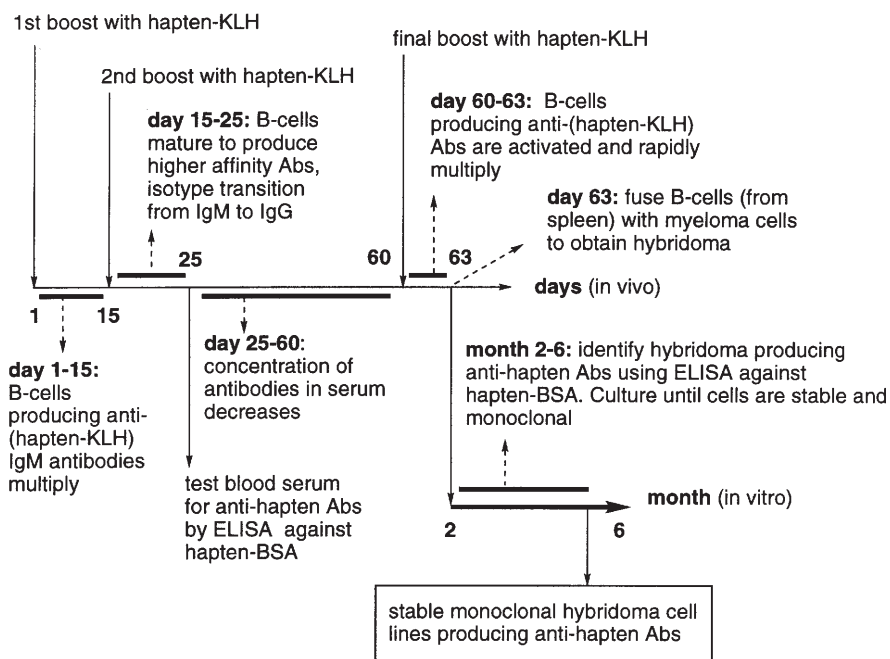 1st boost with hapten-KLH
2nd boost with hapten-KLH
final boost with hapten-KLH
day 15-25: B-cells
mature to produce
higher affinity Abs,
isotype transition
from IgM to IgG
day 60-63: B-cells
producing anti-(hapten-KLH)
Abs are activated and rapidly
multiply
day 63: fuse B-cells (from
spleen) with myeloma cells
to obtain hybridoma
25
60
63
1
15
days (in vivo)
day 1-15:
B-cells
producing anti-
(hapten-KLH)
IgM antibodies
multiply
day 25-60:
concentration of
antibodies in serum
decreases
test blood serum
for anti-hapten Abs
by ELISA against
hapten-BSA
month 2-6: identify hybridoma producing
anti-hapten Abs using ELISA against
hapten-BSA. Culture until cells are stable and
monoclonal
2
6
month (in vitro)
stable monoclonal hybridoma cell
lines producing anti-hapten Abs